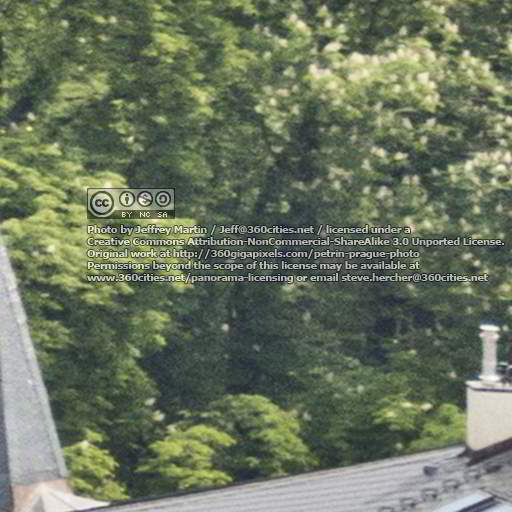 cc
BY NC SA
Photo by Jeffrey Martin / Jeff@360cities.net / licensed under a
Creative Commons Attribution-NonCommercial-ShareAlike 3.0 Unported License.
Original work at http://360gigapixels.com/petrin-prague-photo
Permissions beyond the scope of this license may be available at
www.360cities.net/panorama-licensing or email steve.hercher@360cities.net